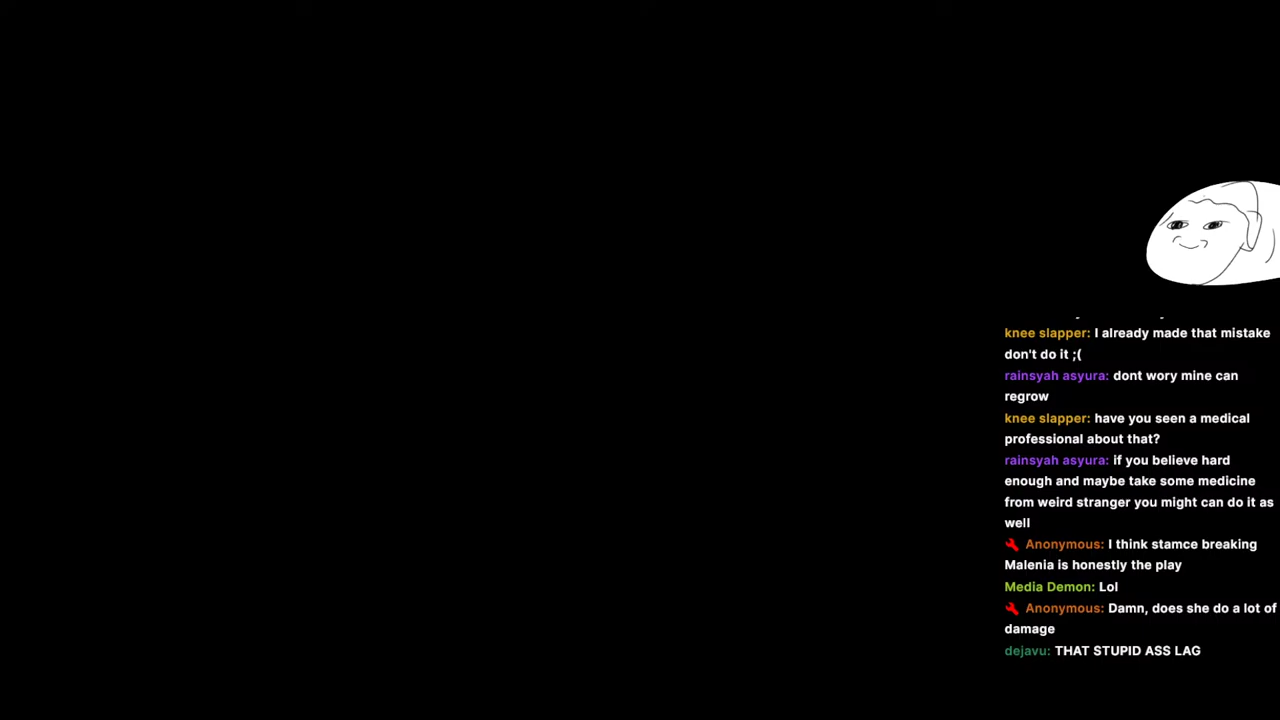 knee slapper: I already made that mistake
don't do it ;(
rainsyah asyura: dont wory mine can
regrow
knee slapper: have you seen a medical
professional about that?
rainsyah asyura: if you believe hard
enough and maybe take some medicine
from weird stranger you might can do it as
well
Anonymous: I think stamce breaking
Malenia is honestly the play
Media Demon: Lol
Anonymous: Damn, does she do a lot of
damage
dejavu: THAT STUPID ASS LAG